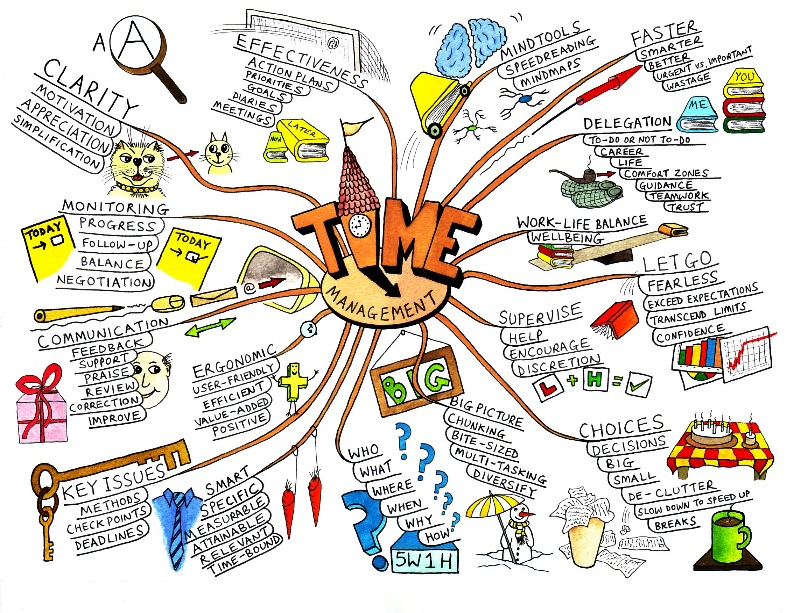 TIME
MANAGEMENT
A
A
CLARITY
MOTIVATION
APPRECIATION
SIMPLIFICATION
EFFECTIVENESS
ACTION PLANS
PRIORITIES
GOALS
DIARIES
MEETINGS
NOW
LATER
MINDTOOLS
SPEEDREADING
MINDMAPS
FASTER
SMARTER
BETTER
URGENT VS. IMPORTANT
WASTAGE
ME
YOU
DELEGATION
TO-DO OR NOT TO-DO
CAREER
LIFE
COMFORT ZONES
GUIDANCE
TEAMWORK
TRUST
WORK-LIFE BALANCE
WELLBEING
LET GO
FEARLESS
EXCEED EXPECTATIONS
TRANSCEND LIMITS
CONFIDENCE
SUPERVISE
HELP
ENCOURAGE
DISCRETION
L + H =
CHOICES
DECISIONS
BIG
SMALL
DE-CLUTTER
SLOW DOWN TO SPEED UP
BREAKS
BIG
BIG PICTURE
CHUNKING
BITE-SIZED
MULTI-TASKING
DIVERSIFY
WHO
WHAT
WHERE
WHEN
WHY
HOW
5W1H
SMART
SPECIFIC
MEASURABLE
ATTAINABLE
RELEVANT
TIME-BOUND
ERGONOMIC
USER-FRIENDLY
EFFICIENT
VALUE-ADDED
POSITIVE
KEY ISSUES
METHODS
CHECKPOINTS
DEADLINES
COMMUNICATION
FEEDBACK
SUPPORT
PRAISE
REVIEW
CORRECTION
IMPROVE
MONITORING
PROGRESS
FOLLOW-UP
BALANCE
NEGOTIATION
TODAY
TODAY